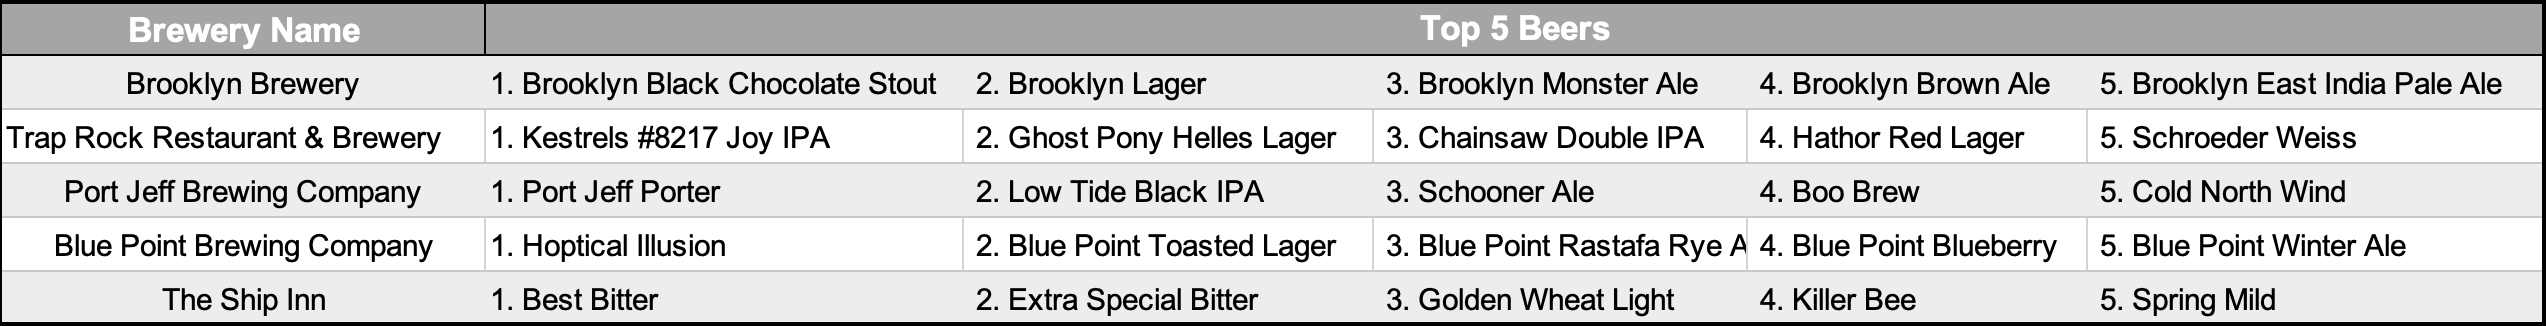 Brewery Name Top 5 Beers
Brooklyn Brewery 1. Brooklyn Black Chocolate Stout 2. Brooklyn Lager 3. Brooklyn Monster Ale 4. Brooklyn Brown Ale 5. Brooklyn East India Pale Ale
Trap Rock Restaurant & Brewery 1. Kestrels #8217 Joy IPA 2. Ghost Pony Helles Lager 3. Chainsaw Double IPA 4. Hathor Red Lager 5. Schroeder Weiss
Port Jeff Brewing Company 1. Port Jeff Porter 2. Low Tide Black IPA 3. Schooner Ale 4. Boo Brew 5. Cold North Wind
Blue Point Brewing Company 1. Hoptical Illusion 2. Blue Point Toasted Lager 3. Blue Point Rastafa Rye 4. Blue Point Blueberry 5. Blue Point Winter Ale
The Ship Inn 1. Best Bitter 2. Extra Special Bitter 3. Golden Wheat Light 4. Killer Bee 5. Spring Mild